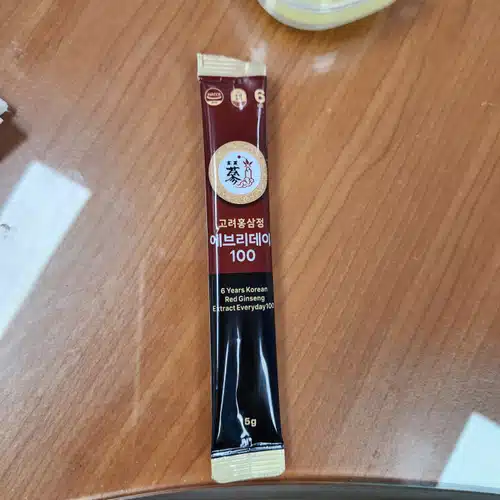 6
蔘
고려홍삼정
에브리데이
100
6 Years Korean
Red Ginseng
Extract Everyday100
5g